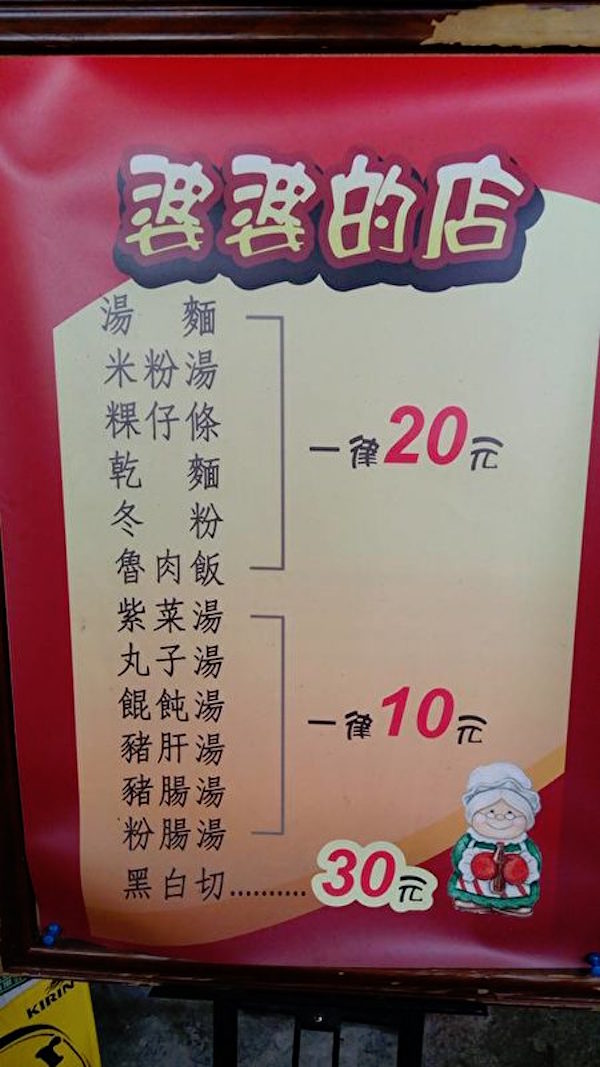 婆婆的店
湯 麵
米粉湯
粿仔條
乾 麵
冬 粉
魯肉飯
一律20元
紫菜湯
丸子湯
餛飩湯
豬肝湯
豬腸湯
粉腸湯
一律10元
黑白切..........30元
KIRIN